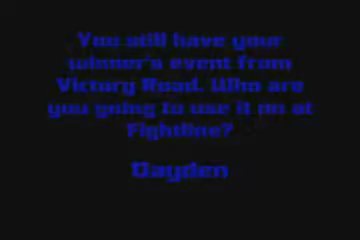 You still have your
winner's event from
Victory Road. Who are
you going to use it on at
Fightline?
Dayden